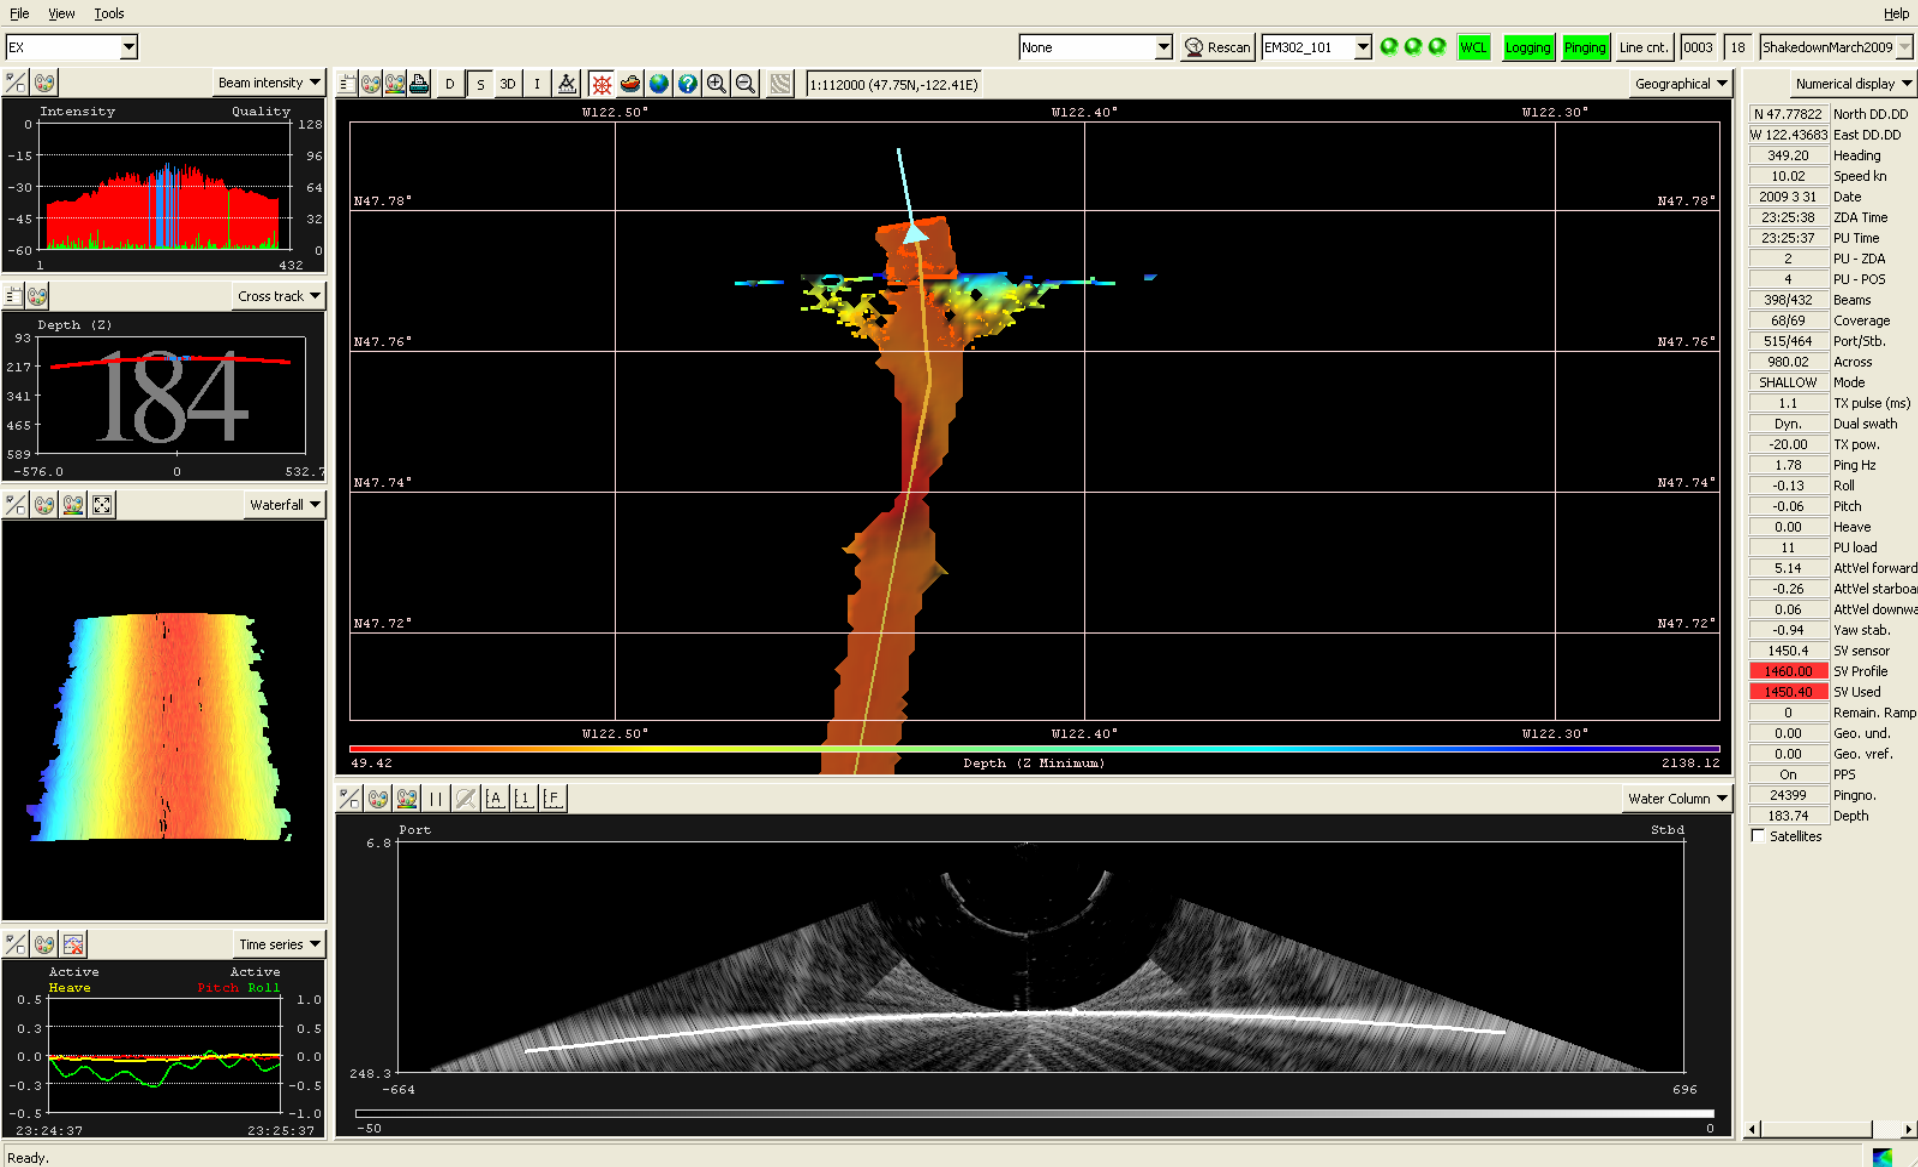 File View Tools Help
EX None Rescan EM302_101 WCL Logging Pinging Line cnt. 0003 18 ShakedownMarch2009
Beam intensity
Intensity Quality
0 128
-15 96
-30 64
-45 32
-60 0
1 432
Cross track
Depth (Z)
93
217
341
465
589
184
-576.0 0 532.7
Waterfall
Time series
Active Active
Heave Pitch Roll
0.5 1.0
0.3 0.5
0.0 0.0
-0.3 -0.5
-0.5 -1.0
23:24:37 23:25:37
D S 3D I 1:112000 (47.75N,-122.41E) Geographical
W122.50° W122.40° W122.30°
N47.78° N47.78°
N47.76° N47.76°
N47.74° N47.74°
N47.72° N47.72°
W122.50° W122.40° W122.30°
49.42 Depth (Z Minimum) 2138.12
A 1 F Water Column
Port Stbd
6.8
248.3
-664 696
-50 0
Numerical display
N 47.77822 North DD.DD
W 122.43683 East DD.DD
349.20 Heading
10.02 Speed kn
2009 3 31 Date
23:25:38 ZDA Time
23:25:37 PU Time
2 PU - ZDA
4 PU - POS
398/432 Beams
68/69 Coverage
515/464 Port/Stb.
980.02 Across
SHALLOW Mode
1.1 TX pulse (ms)
Dyn. Dual swath
-20.00 TX pow.
1.78 Ping Hz
-0.13 Roll
-0.06 Pitch
0.00 Heave
11 PU load
5.14 AttVel forward
-0.26 AttVel starboa
0.06 AttVel downwa
-0.94 Yaw stab.
1450.4 SV sensor
1460.00 SV Profile
1450.40 SV Used
0 Remain. Ramp
0.00 Geo. und.
0.00 Geo. vref.
On PPS
24399 Pingno.
183.74 Depth
Satellites
Ready.